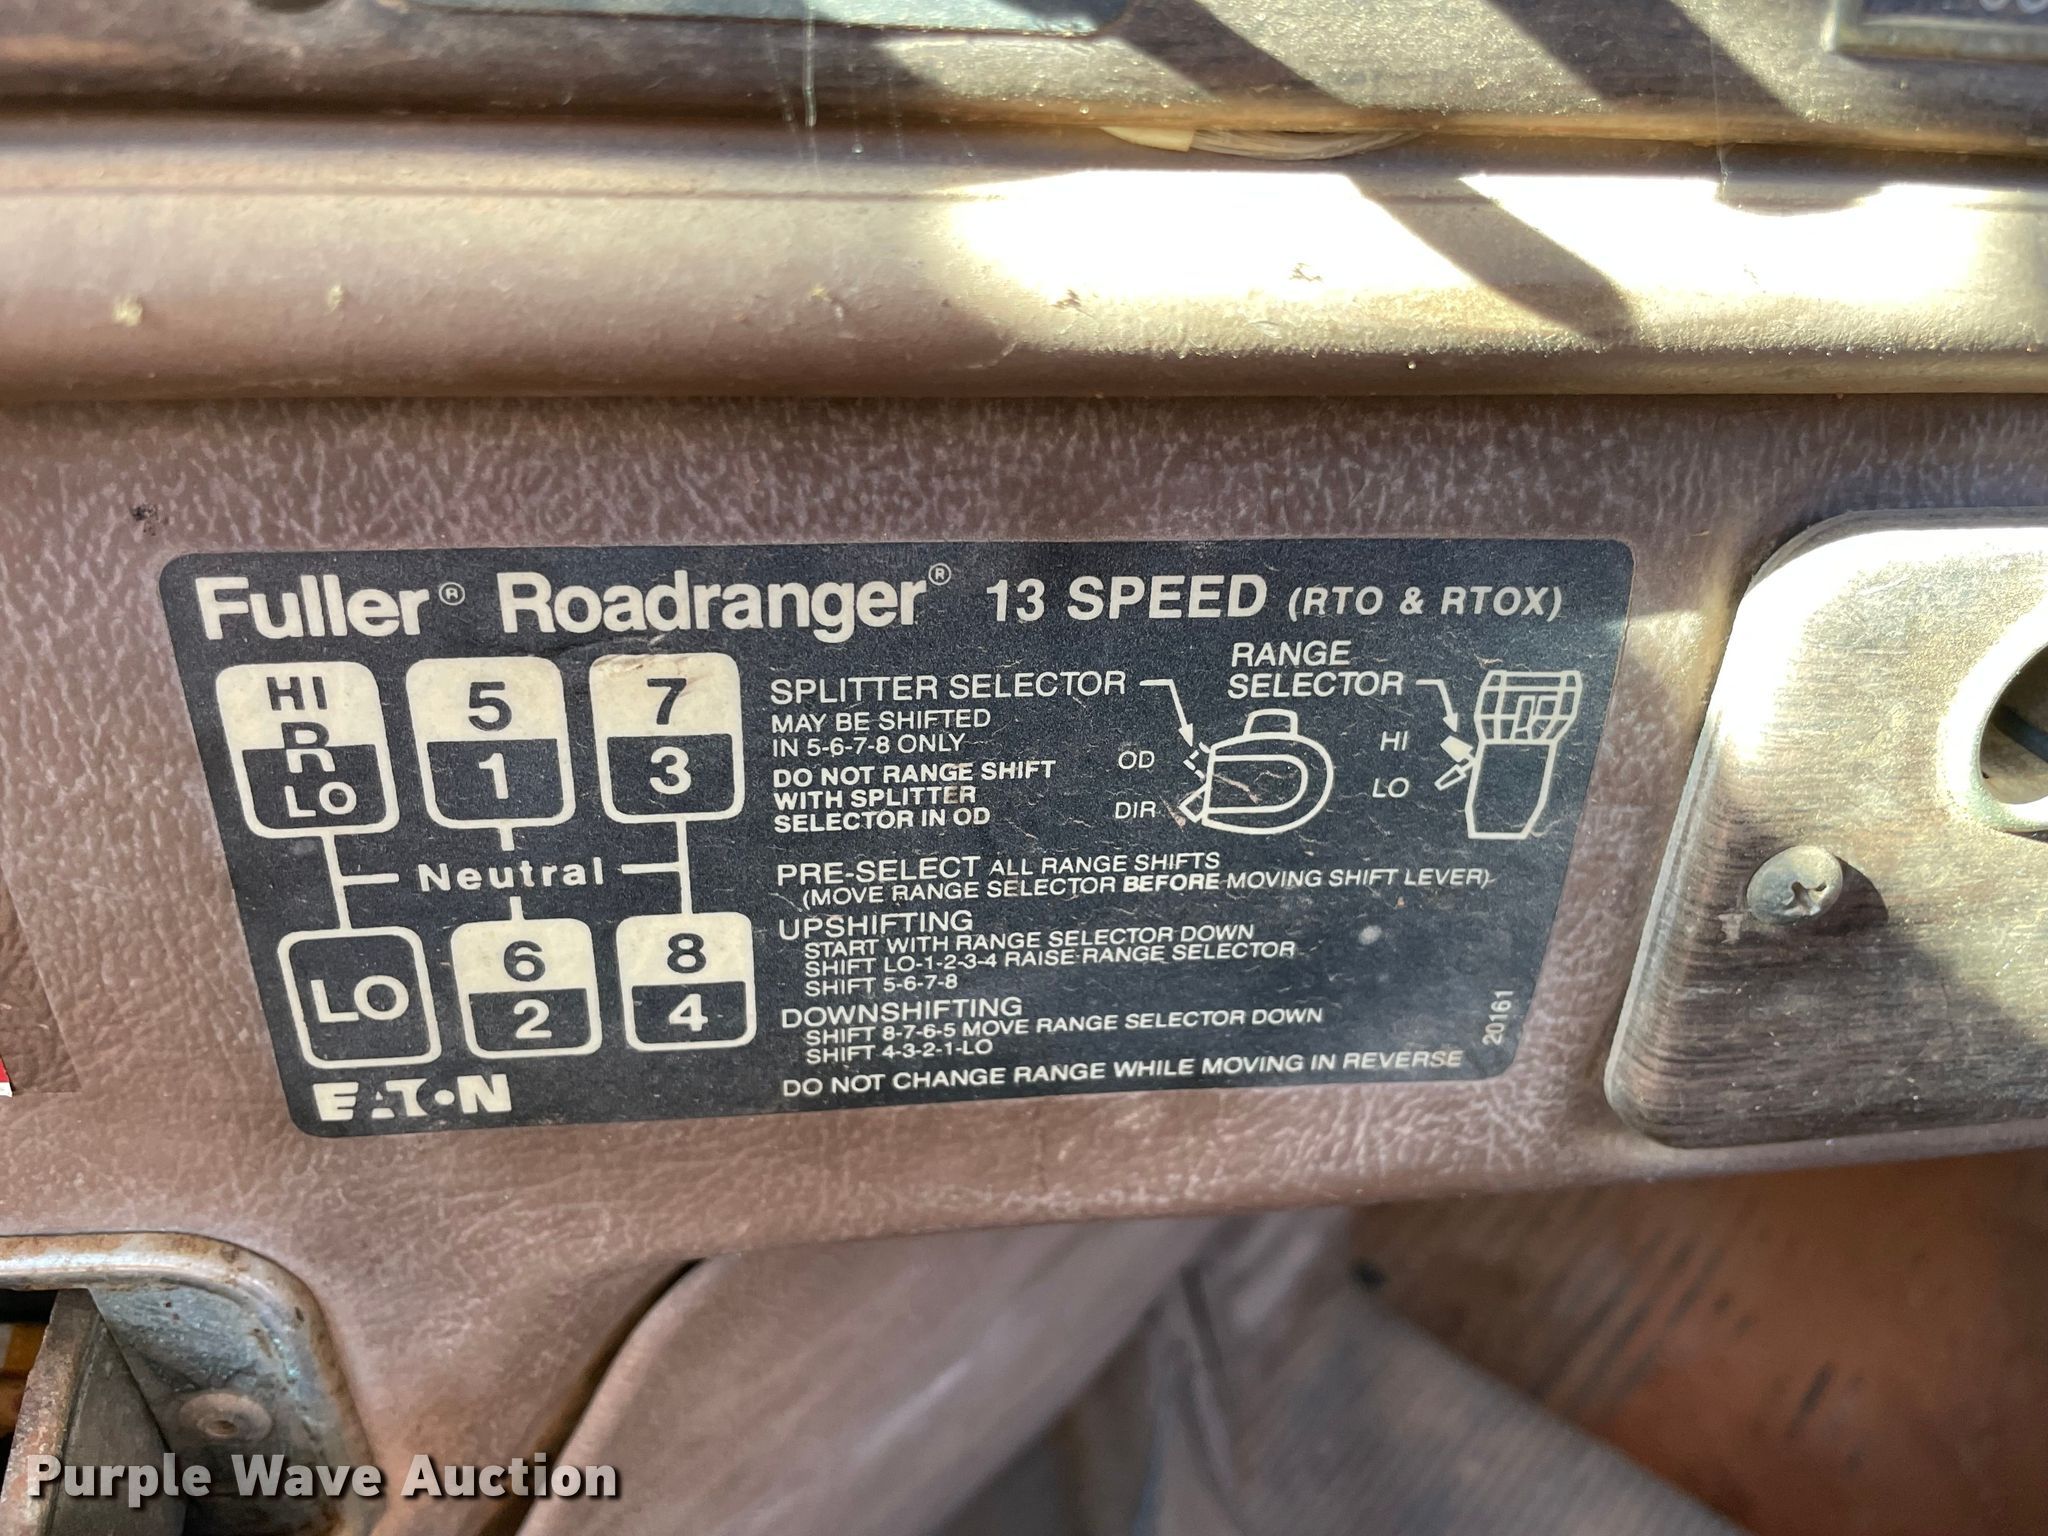 Fuller® Roadranger® 13 SPEED (RTO & RTOX)
HI
R
LO
5
1
7
3
Neutral
LO
6
2
8
4
EATON
SPLITTER SELECTOR
MAY BE SHIFTED
IN 5-6-7-8 ONLY
DO NOT RANGE SHIFT
WITH SPLITTER
SELECTOR IN OD
OD
DIR
RANGE
SELECTOR
HI
LO
PRE-SELECT ALL RANGE SHIFTS
(MOVE RANGE SELECTOR BEFORE MOVING SHIFT LEVER)
UPSHIFTING
START WITH RANGE SELECTOR DOWN
SHIFT LO-1-2-3-4 RAISE RANGE SELECTOR
SHIFT 5-6-7-8
DOWNSHIFTING
SHIFT 8-7-6-5 MOVE RANGE SELECTOR DOWN
SHIFT 4-3-2-1-LO
DO NOT CHANGE RANGE WHILE MOVING IN REVERSE
20161
Purple Wave Auction